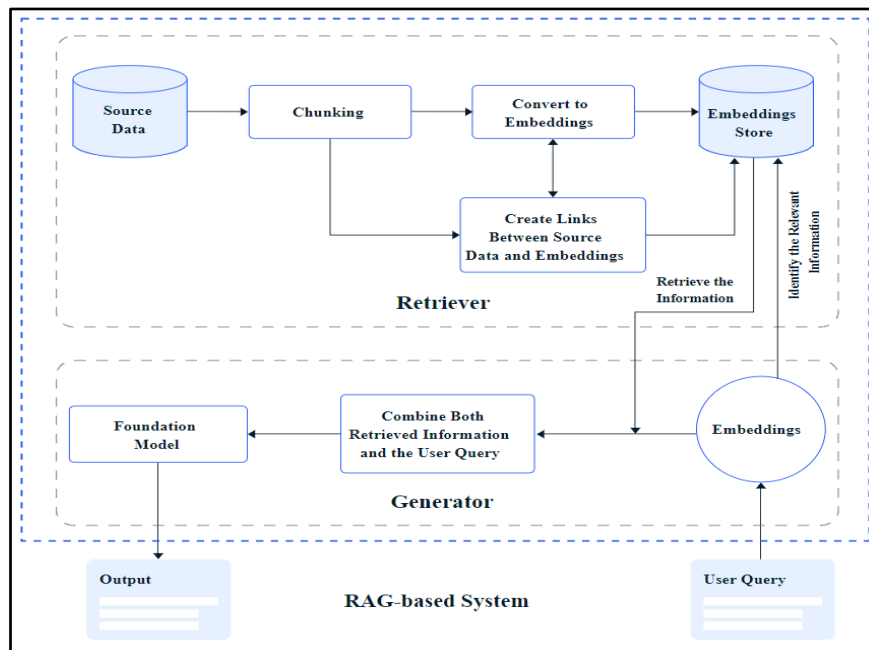 Source
Data
Chunking
Convert to
Embeddings
Embeddings
Store
Create Links
Between Source
Data and Embeddings
Identify the Relevant
Information
Retrieve the
Information
Retriever
Foundation
Model
Combine Both
Retrieved Information
and the User Query
Embeddings
Generator
Output
User Query
RAG-based System